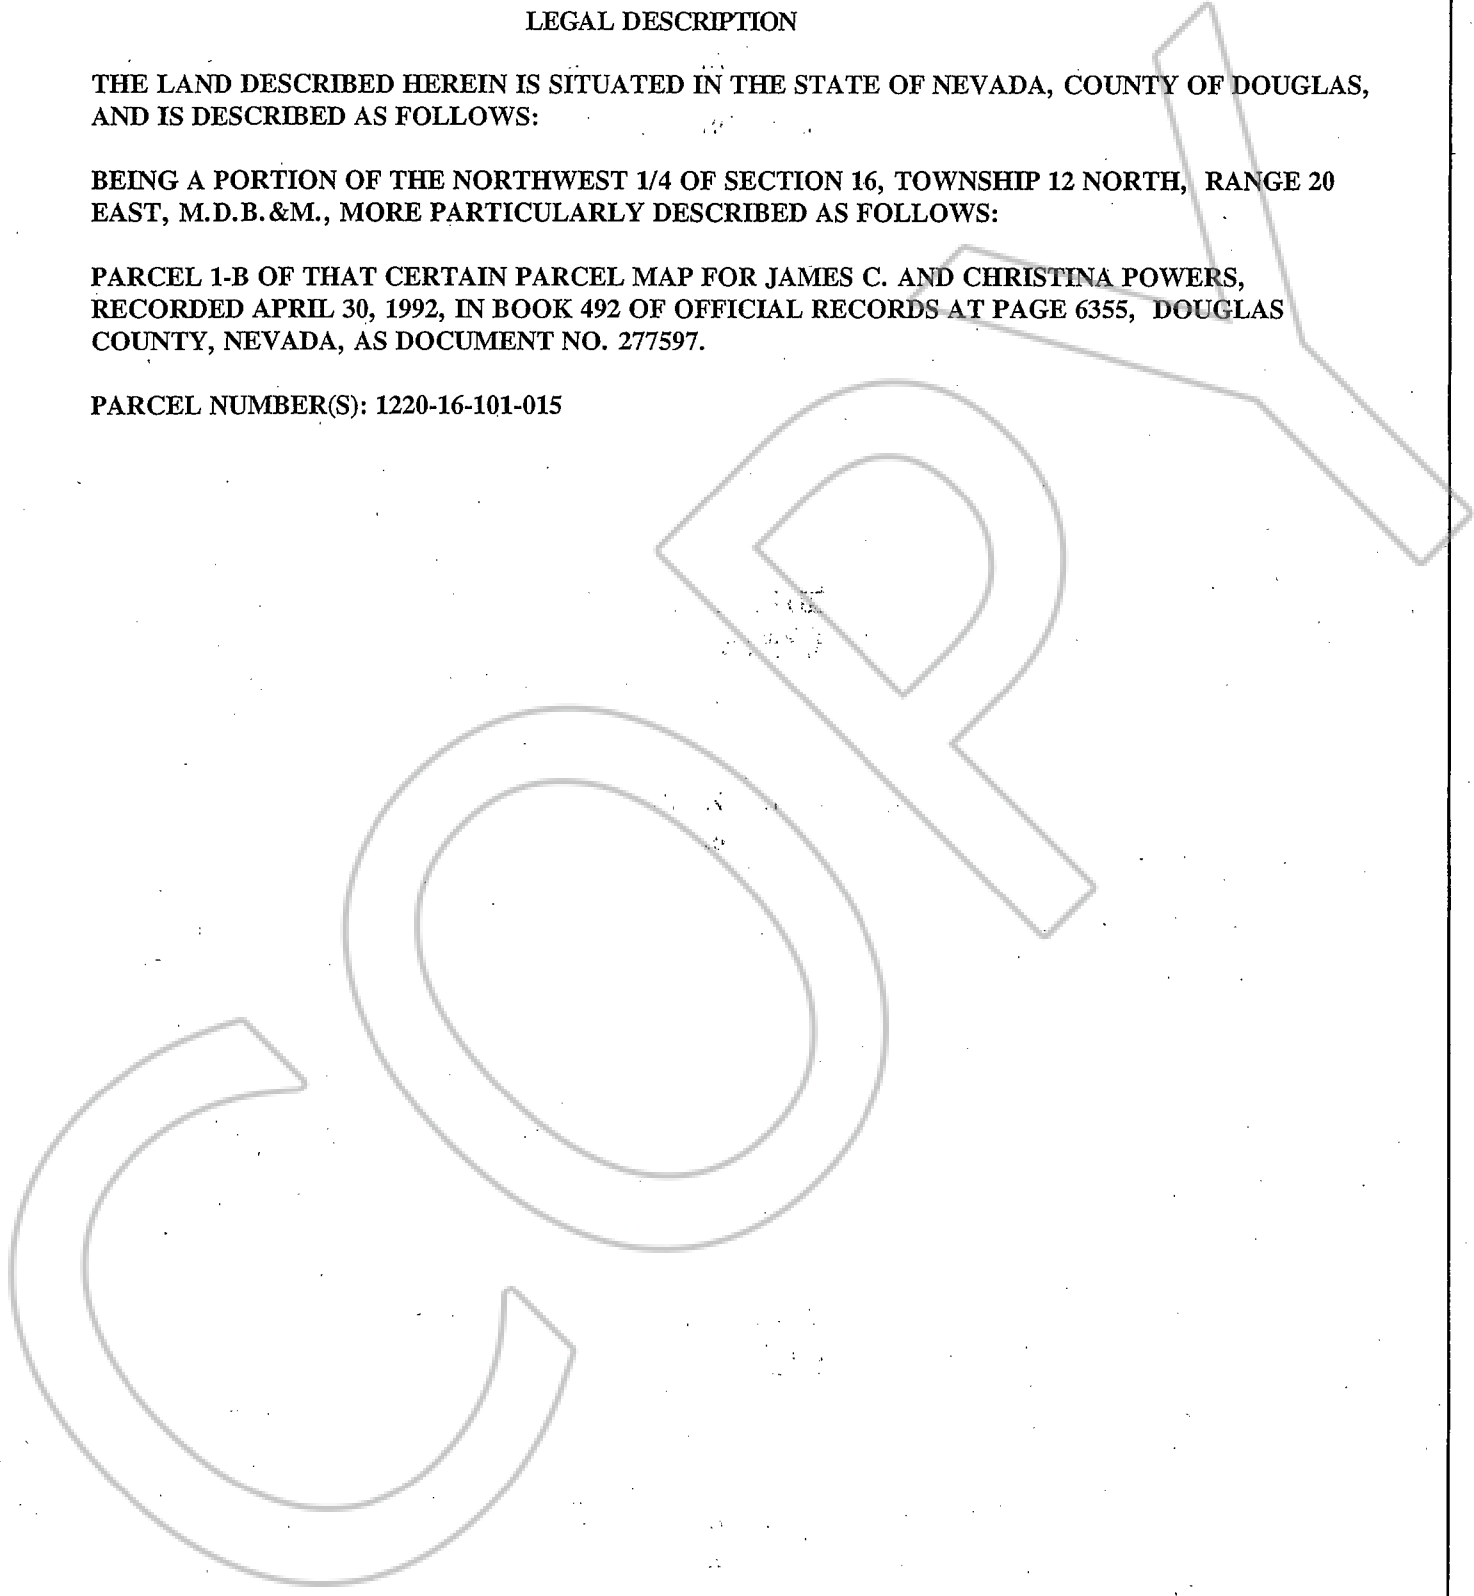 LEGAL DESCRIPTION
THE LAND DESCRIBED HEREIN IS SITUATED IN THE STATE OF NEVADA, COUNTY OF DOUGLAS,
AND IS DESCRIBED AS FOLLOWS:
BEING A PORTION OF THE NORTHWEST 1/4 OF SECTION 16, TOWNSHIP 12 NORTH, RANGE 20
EAST, M.D.B.&M., MORE PARTICULARLY DESCRIBED AS FOLLOWS:
PARCEL 1-B OF THAT CERTAIN PARCEL MAP FOR JAMES C. AND CHRISTINA POWERS,
RECORDED APRIL 30, 1992, IN BOOK 492 OF OFFICIAL RECORDS AT PAGE 6355, DOUGLAS
COUNTY, NEVADA, AS DOCUMENT NO. 277597.
PARCEL NUMBER(S): 1220-16-101-015
COPY